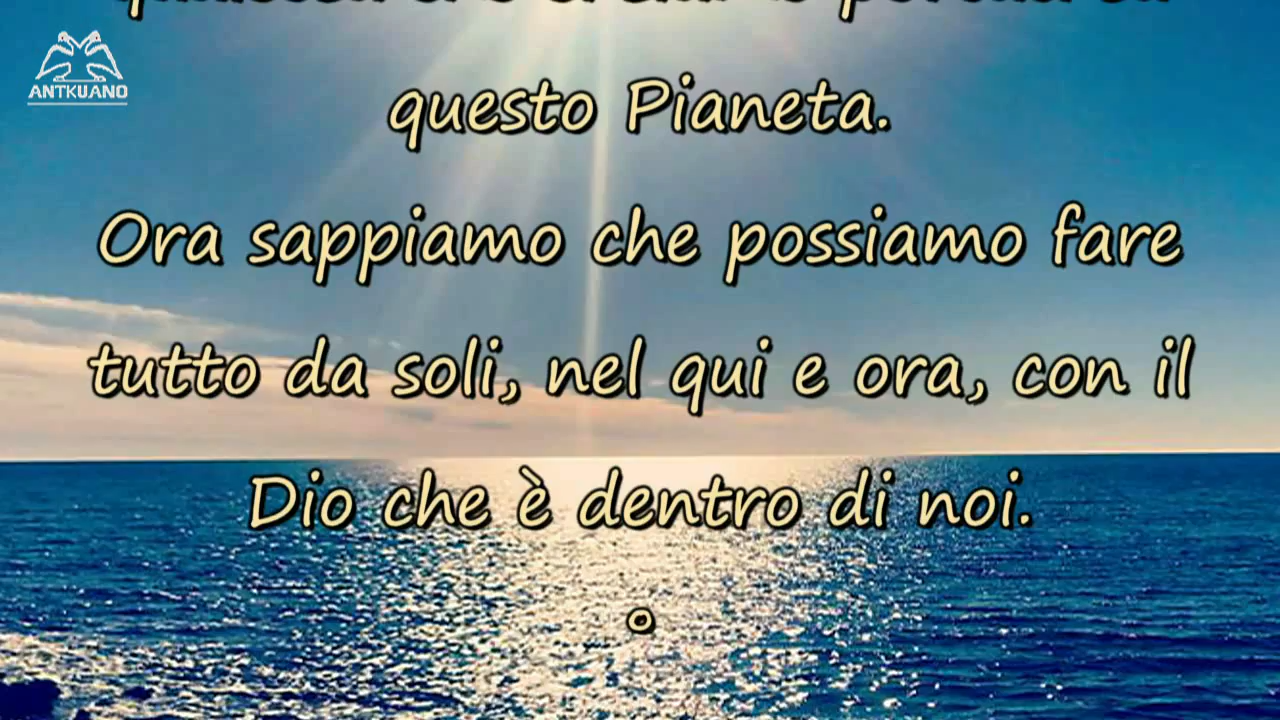 ANTKUANO
questo Pianeta.
Ora sappiamo che possiamo fare
tutto da soli, nel qui e ora, con il
Dio che è dentro di noi.
°